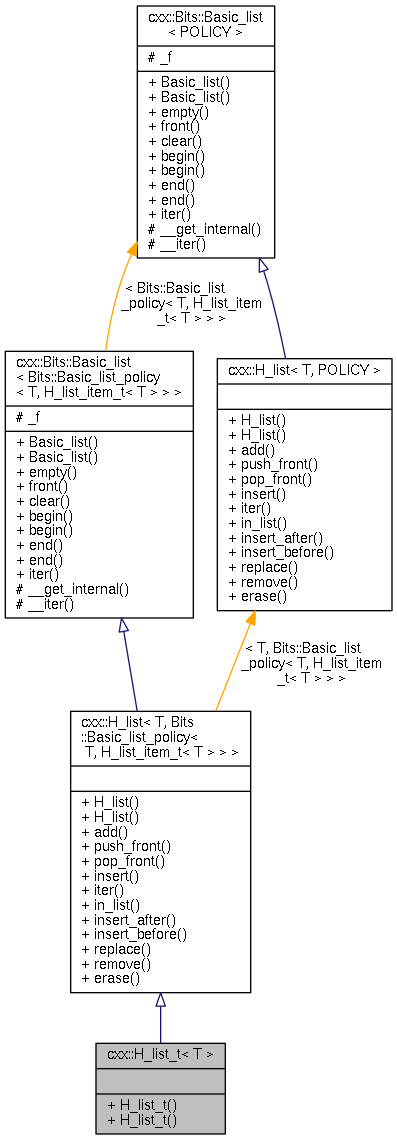 cxx::Bits::Basic_list
< POLICY >
# _f
+ Basic_list()
+ Basic_list()
+ empty()
+ front()
+ clear()
+ begin()
+ begin()
+ end()
+ end()
+ iter()
# __get_internal()
# __iter()
< Bits::Basic_list
_policy< T, H_list_item
_t< T > > >
cxx::Bits::Basic_list
< Bits::Basic_list_policy
< T, H_list_item_t< T > > >
# _f
+ Basic_list()
+ Basic_list()
+ empty()
+ front()
+ clear()
+ begin()
+ begin()
+ end()
+ end()
+ iter()
# __get_internal()
# __iter()
cxx::H_list< T, POLICY >
+ H_list()
+ H_list()
+ add()
+ push_front()
+ pop_front()
+ insert()
+ iter()
+ in_list()
+ insert_after()
+ insert_before()
+ replace()
+ remove()
+ erase()
< T, Bits::Basic_list
_policy< T, H_list_item
_t< T > > >
cxx::H_list< T, Bits
::Basic_list_policy<
T, H_list_item_t< T > > >
+ H_list()
+ H_list()
+ add()
+ push_front()
+ pop_front()
+ insert()
+ iter()
+ in_list()
+ insert_after()
+ insert_before()
+ replace()
+ remove()
+ erase()
cxx::H_list_t< T >
+ H_list_t()
+ H_list_t()